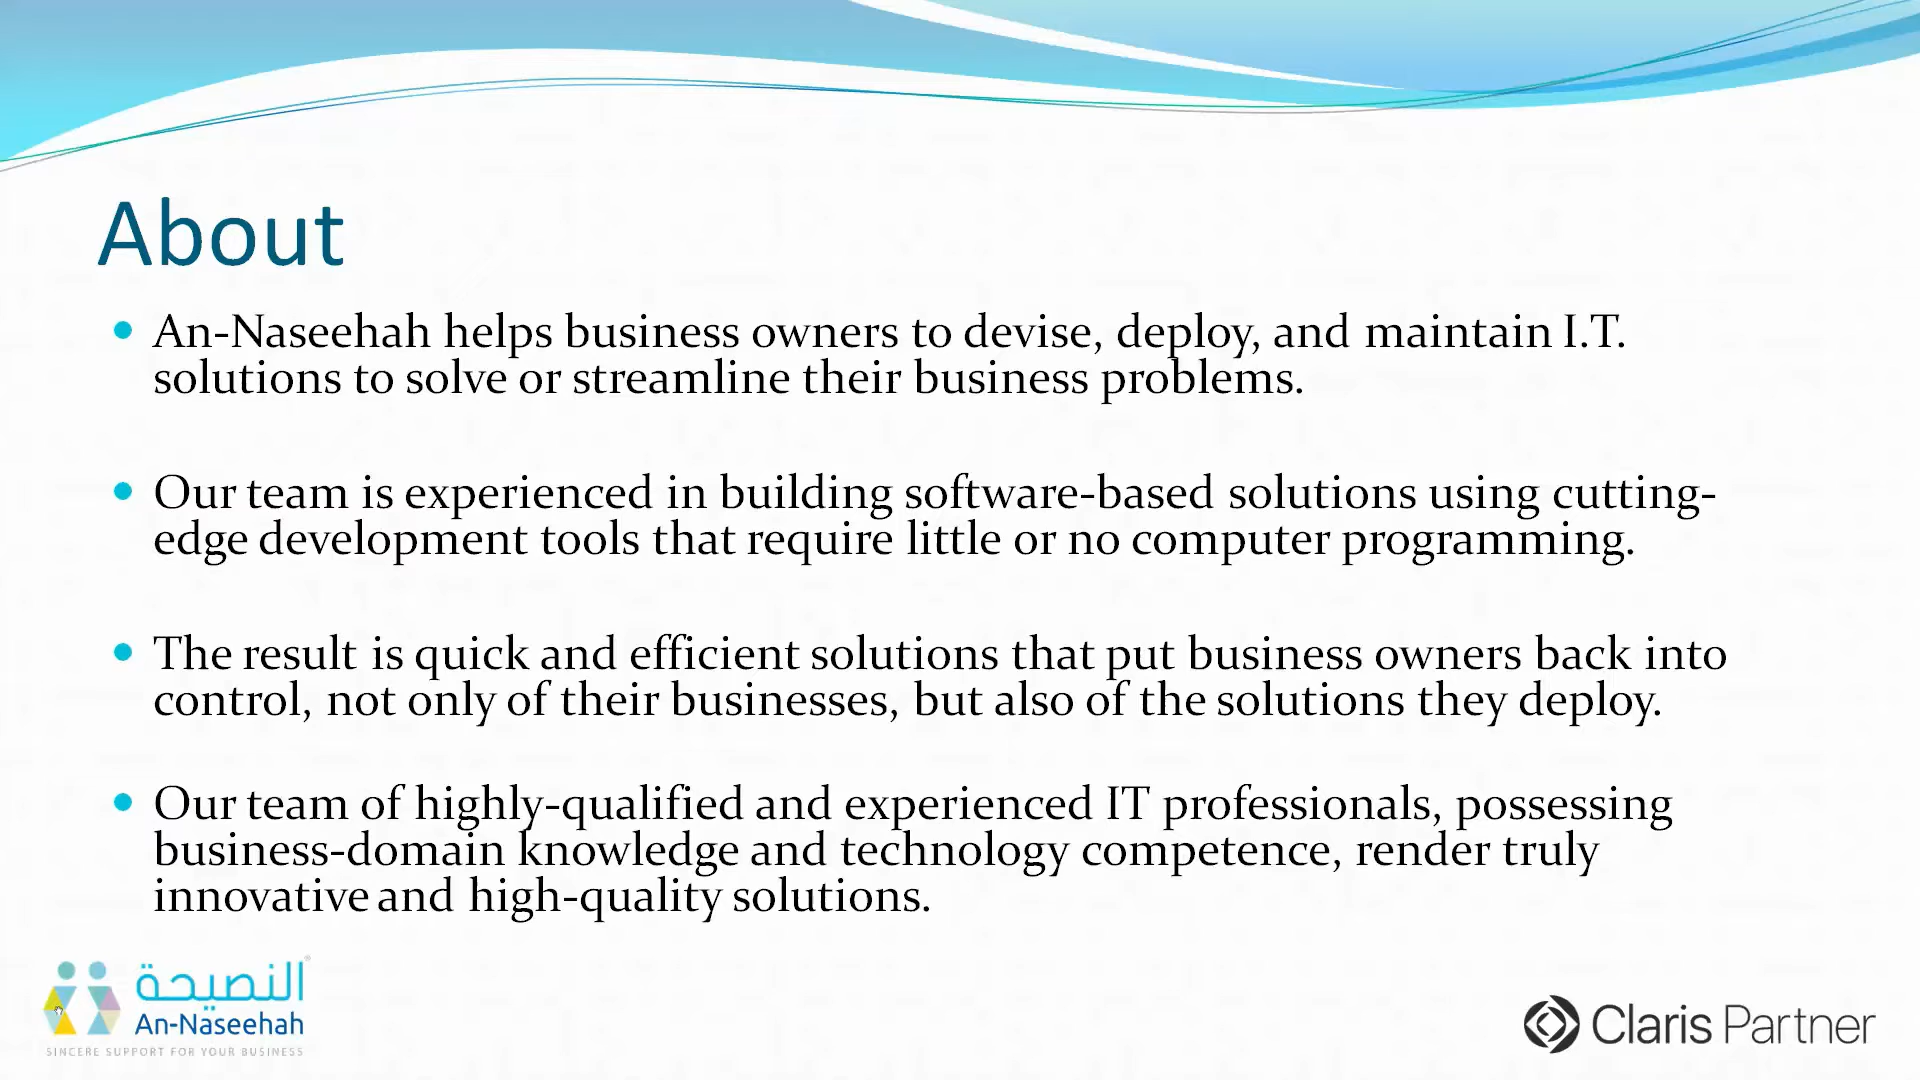 About
• An-Naseehah helps business owners to devise, deploy, and maintain I.T.
solutions to solve or streamline their business problems.
• Our team is experienced in building software-based solutions using cutting-
edge development tools that require little or no computer programming.
• The result is quick and efficient solutions that put business owners back into
control, not only of their businesses, but also of the solutions they deploy.
• Our team of highly-qualified and experienced IT professionals, possessing
business-domain knowledge and technology competence, render truly
innovative and high-quality solutions.
النصيحة
An-Naseehah
SINCERE SUPPORT FOR YOUR BUSINESS
Claris Partner